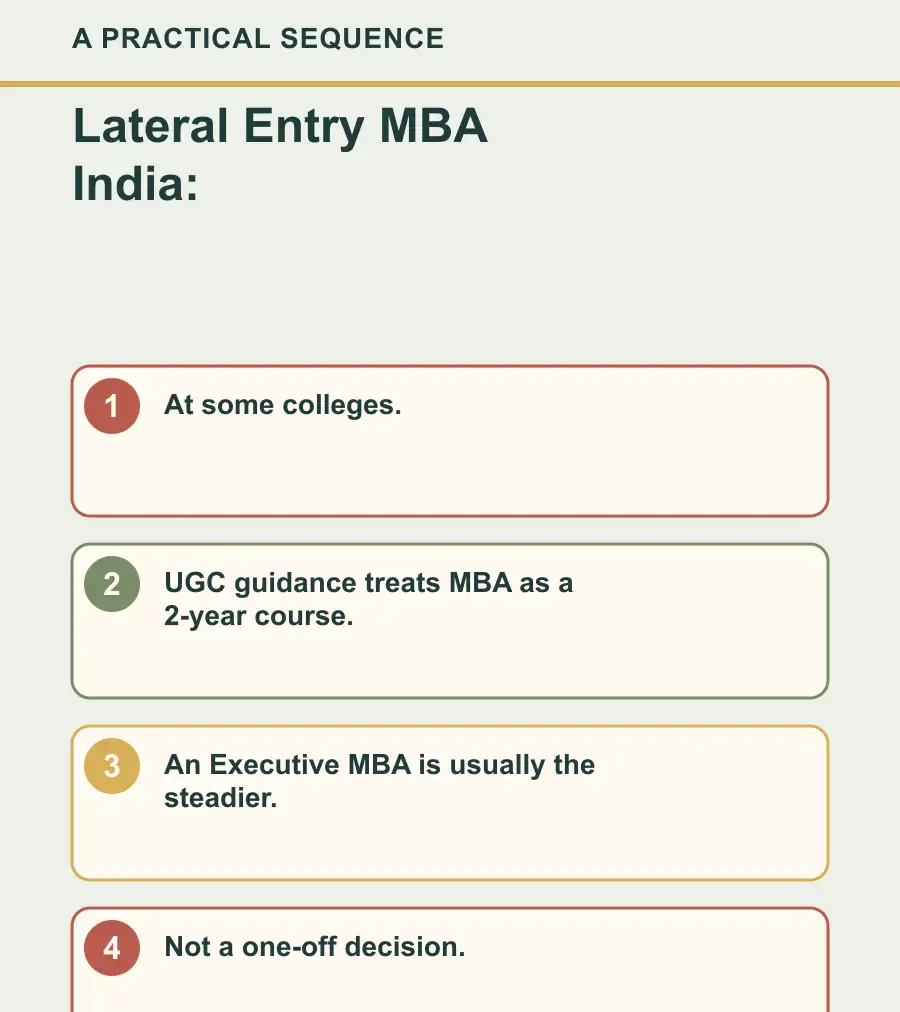 A PRACTICAL SEQUENCE
Lateral Entry MBA
India:
1
At some colleges.
2
UGC guidance treats MBA as a
2-year course.
3
An Executive MBA is usually the
steadier.
4
Not a one-off decision.